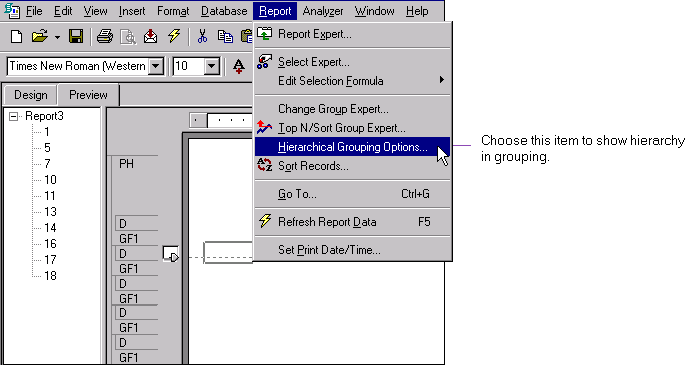 File Edit View Insert Format Database Report Analyzer Window Help
Report Expert...
Times New Roman (Western 10
Select Expert...
Edit Selection Formula
Design Preview
Change Group Expert...
Report3
Top N/Sort Group Expert...
1
Hierarchical Grouping Options...
Choose this item to show hierarchy
in grouping.
5
7
PH
Sort Records...
10
11
Go To... Ctrl+G
13
14
D
Refresh Report Data F5
16
GF1
17
D
Set Print Date/Time...
18
GF1
D
GF1
D
GF1
D
GF1